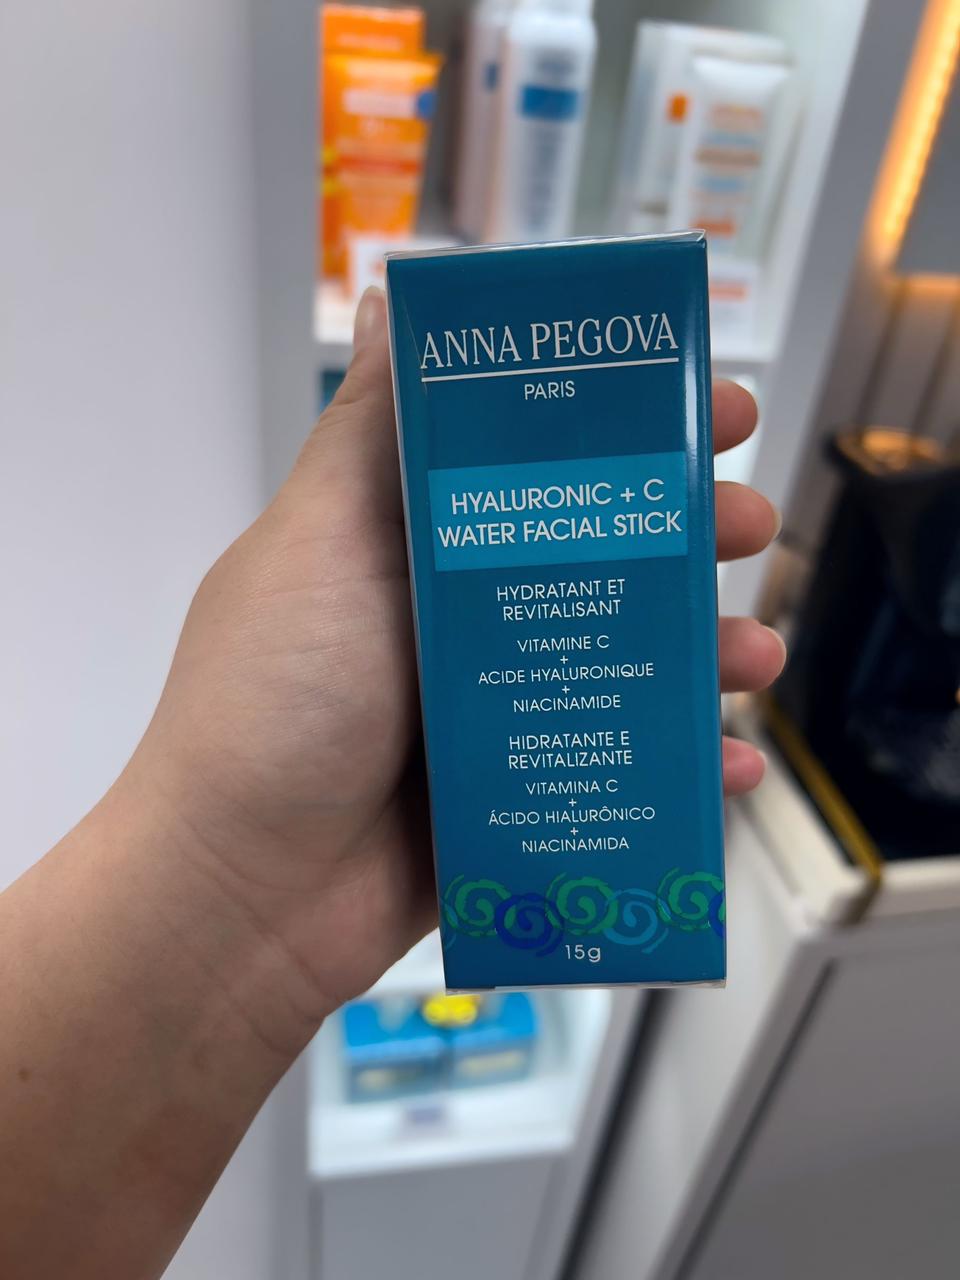 ANNA PEGOVA
PARIS
HYALURONIC + C
WATER FACIAL STICK
HYDRATANT ET
REVITALISANT
VITAMINE C
+
ACIDE HYALURONIQUE
+
NIACINAMIDE
HIDRATANTE E
REVITALIZANTE
VITAMINA C
+
ÁCIDO HIALURÔNICO
+
NIACINAMIDA
15g